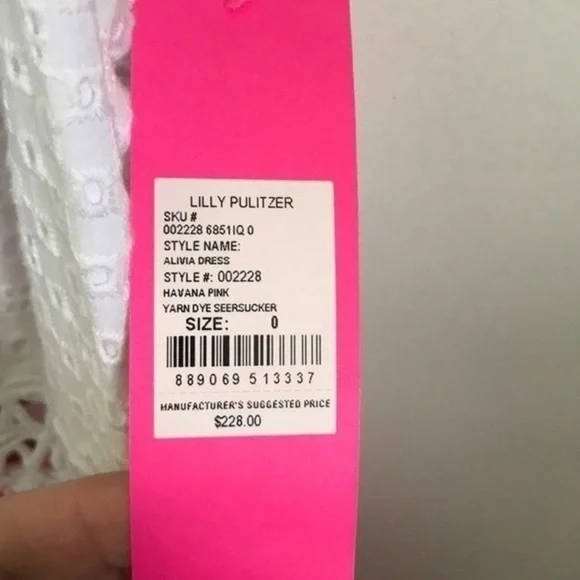 LILLY PULITZER
SKU #
002228 6851IQ 0
STYLE NAME:
ALIVIA DRESS
STYLE #: 002228
HAVANA PINK
YARN DYE SEERSUCKER
SIZE: 0
889069 513337
MANUFACTURER'S SUGGESTED PRICE
$228.00